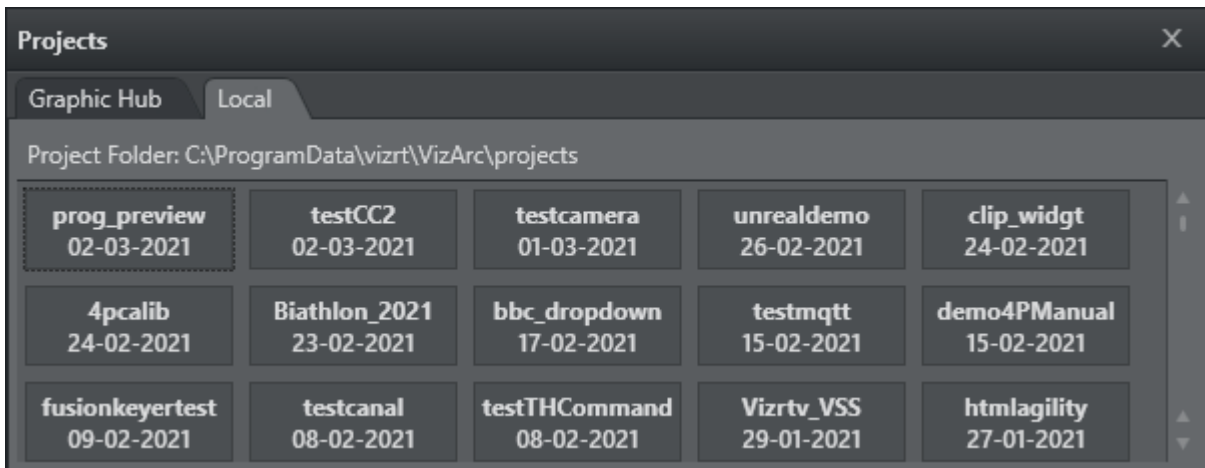 Projects
Graphic Hub
Local
Project Folder: C:\ProgramData\vizrt\VizArc\projects
prog_preview
02-03-2021
testCC2
02-03-2021
testcamera
01-03-2021
unrealdemo
26-02-2021
clip_widgt
24-02-2021
4pcalib
24-02-2021
Biathlon_2021
23-02-2021
bbc_dropdown
17-02-2021
testmqtt
15-02-2021
demo4PManual
15-02-2021
fusionkeyertest
09-02-2021
testcanal
08-02-2021
testTHCommand
08-02-2021
Vizrtv_VSS
29-01-2021
htmlagility
27-01-2021